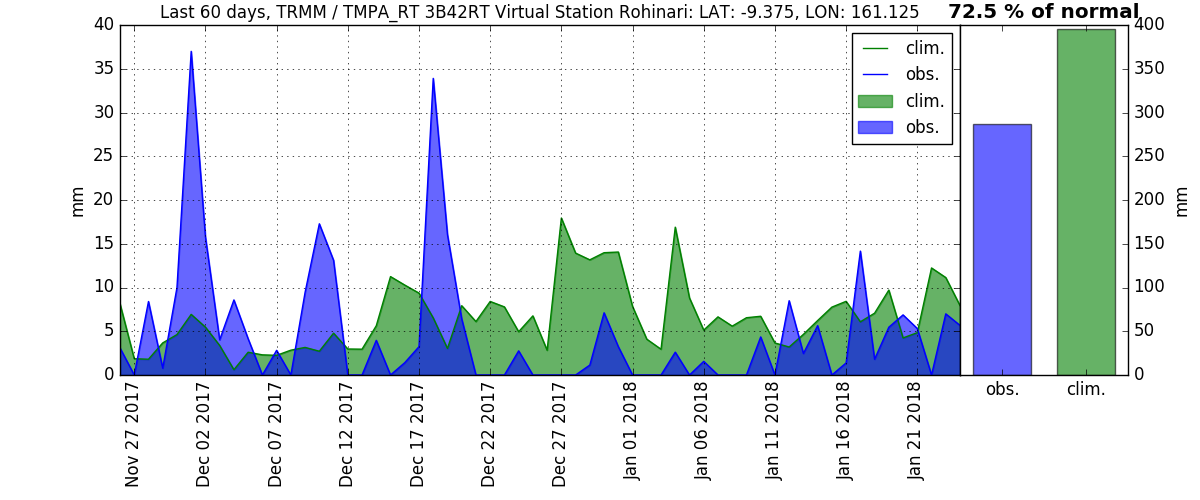 Last 60 days, TRMM / TMPA_RT 3B42RT Virtual Station Rohinari: LAT: -9.375, LON: 161.125
72.5 % of normal
40
35
30
25
20
15
10
5
0
mm
clim.
obs.
clim.
obs.
400
350
300
250
200
150
100
50
0
mm
Nov 27 2017
Dec 02 2017
Dec 07 2017
Dec 12 2017
Dec 17 2017
Dec 22 2017
Dec 27 2017
Jan 01 2018
Jan 06 2018
Jan 11 2018
Jan 16 2018
Jan 21 2018
obs.
clim.